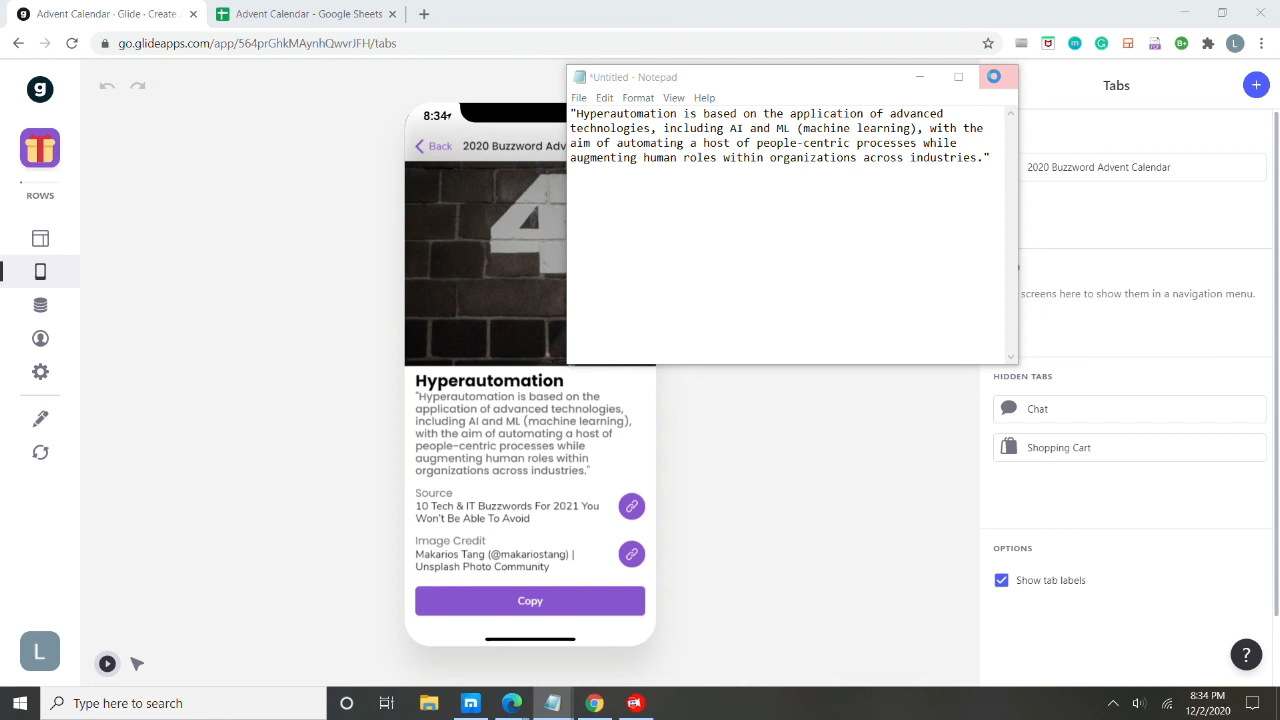 Advent Calendar - Glide · Create
Advent Calendar - Google Sheets
go.glideapps.com/app/564prGhkMAynhQwvrJFH/tabs
L
g
*Untitled - Notepad
File Edit Format View Help
"Hyperautomation is based on the application of advanced
technologies, including AI and ML (machine learning), with the
aim of automating a host of people-centric processes while
augmenting human roles within organizations across industries."
Tabs
ROWS
8:34
Back
2020 Buzzword Adv
4
Hyperautomation
"Hyperautomation is based on the
application of advanced technologies,
including AI and ML (machine learning),
with the aim of automating a host of
people-centric processes while
augmenting human roles within
organizations across industries."
Source
10 Tech & IT Buzzwords For 2021 You
Won't Be Able To Avoid
Image Credit
Makarios Tang (@makariostang) |
Unsplash Photo Community
Copy
2020 Buzzword Advent Calendar
screens here to show them in a navigation menu.
HIDDEN TABS
Chat
Shopping Cart
OPTIONS
Show tab labels
L
?
Type here to search
8:34 PM
12/2/2020